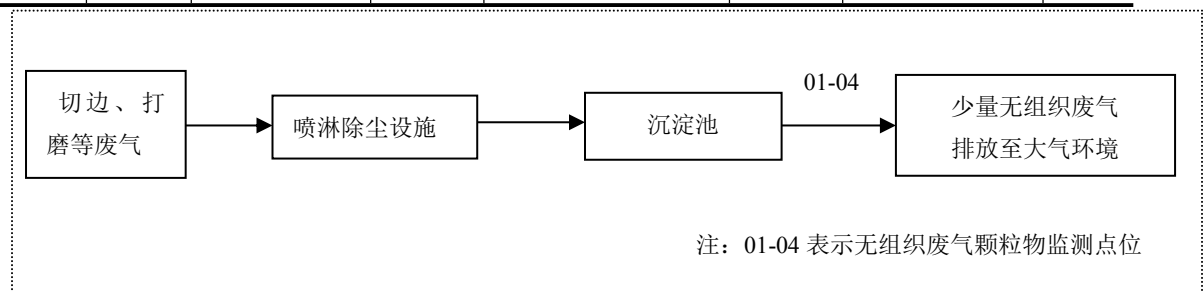 切边、打
磨等废气
喷淋除尘设施
沉淀池
01-04
少量无组织废气
排放至大气环境
注：01-04 表示无组织废气颗粒物监测点位